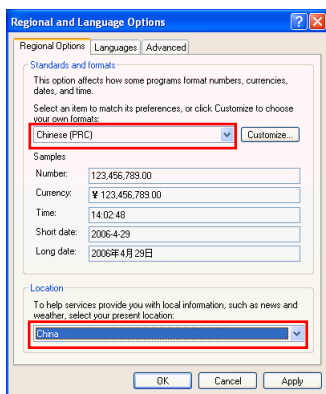 Regional and Language Options
Regional Options Languages Advanced
Standards and formats
This option affects how some programs format numbers, currencies,
dates, and time.
Select an item to match its preferences, or click Customize to choose
your own formats:
Chinese (PRC) Customize...
Samples
Number: 123,456,789.00
Currency: ¥ 123,456,789.00
Time: 14:02:48
Short date: 2006-4-29
Long date: 2006年4月29日
Location
To help services provide you with local information, such as news and
weather, select your present location:
China
OK Cancel Apply